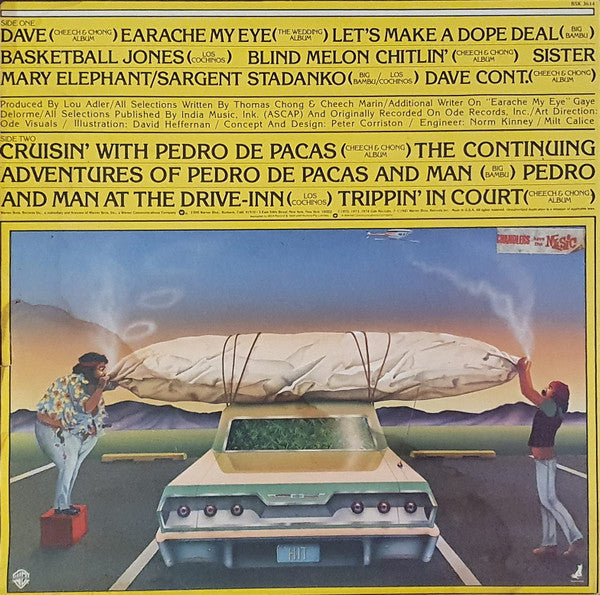 BSK 3614
SIDE ONE
DAVE (CHEECH & CHONG ALBUM) EARACHE MY EYE (THE WEDDING ALBUM) LET'S MAKE A DOPE DEAL (BIG BAMBU)
BASKETBALL JONES (LOS COCHINOS) BLIND MELON CHITLIN' (CHEECH & CHONG ALBUM) SISTER
MARY ELEPHANT/SARGENT STADANKO (BIG BAMBU/LOS COCHINOS) DAVE CONT. (CHEECH & CHONG ALBUM)
Produced By Lou Adler/All Selections Written By Thomas Chong & Cheech Marin/Additional Writer On "Earache My Eye" Gaye
Delorme/All Selections Published By India Music, Ink. (ASCAP) And Originally Recorded On Ode Records, Inc./Art Direction:
Ode Visuals / Illustration: David Heffernan / Concept And Design: Peter Corriston / Engineer: Norm Kinney / Milt Calice
SIDE TWO
CRUISIN' WITH PEDRO DE PACAS (CHEECH & CHONG ALBUM) THE CONTINUING
ADVENTURES OF PEDRO DE PACAS AND MAN (BIG BAMBU) PEDRO
AND MAN AT THE DRIVE-INN (LOS COCHINOS) TRIPPIN' IN COURT (CHEECH & CHONG ALBUM)
CHANDLERS have the MUSIC
HIT